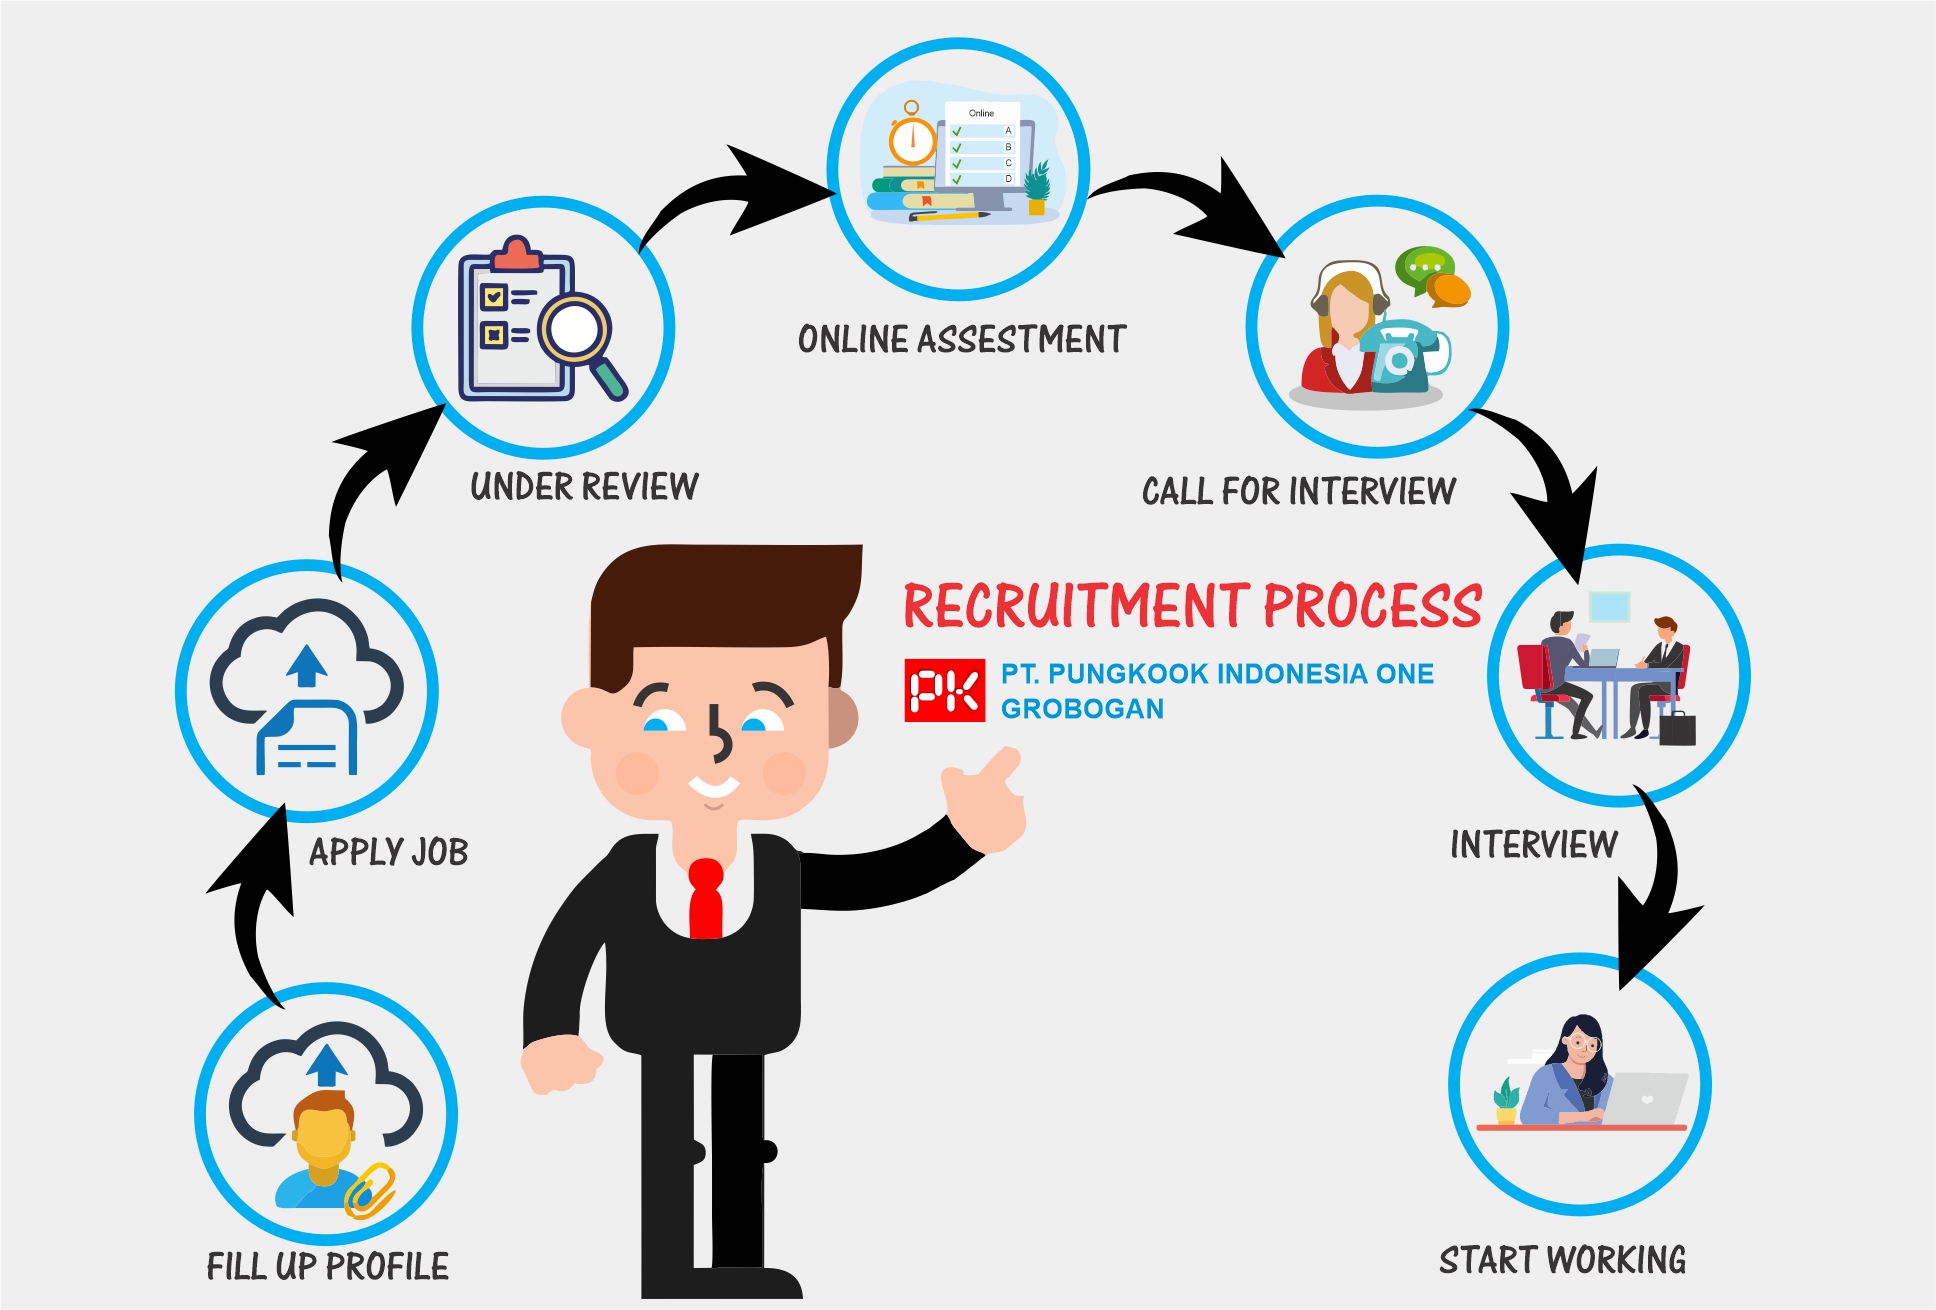 Online
A
B
C
D
ONLINE ASSESTMENT
UNDER REVIEW
CALL FOR INTERVIEW
RECRUITMENT PROCESS
PK
PT. PUNGKOOK INDONESIA ONE
GROBOGAN
APPLY JOB
INTERVIEW
FILL UP PROFILE
START WORKING